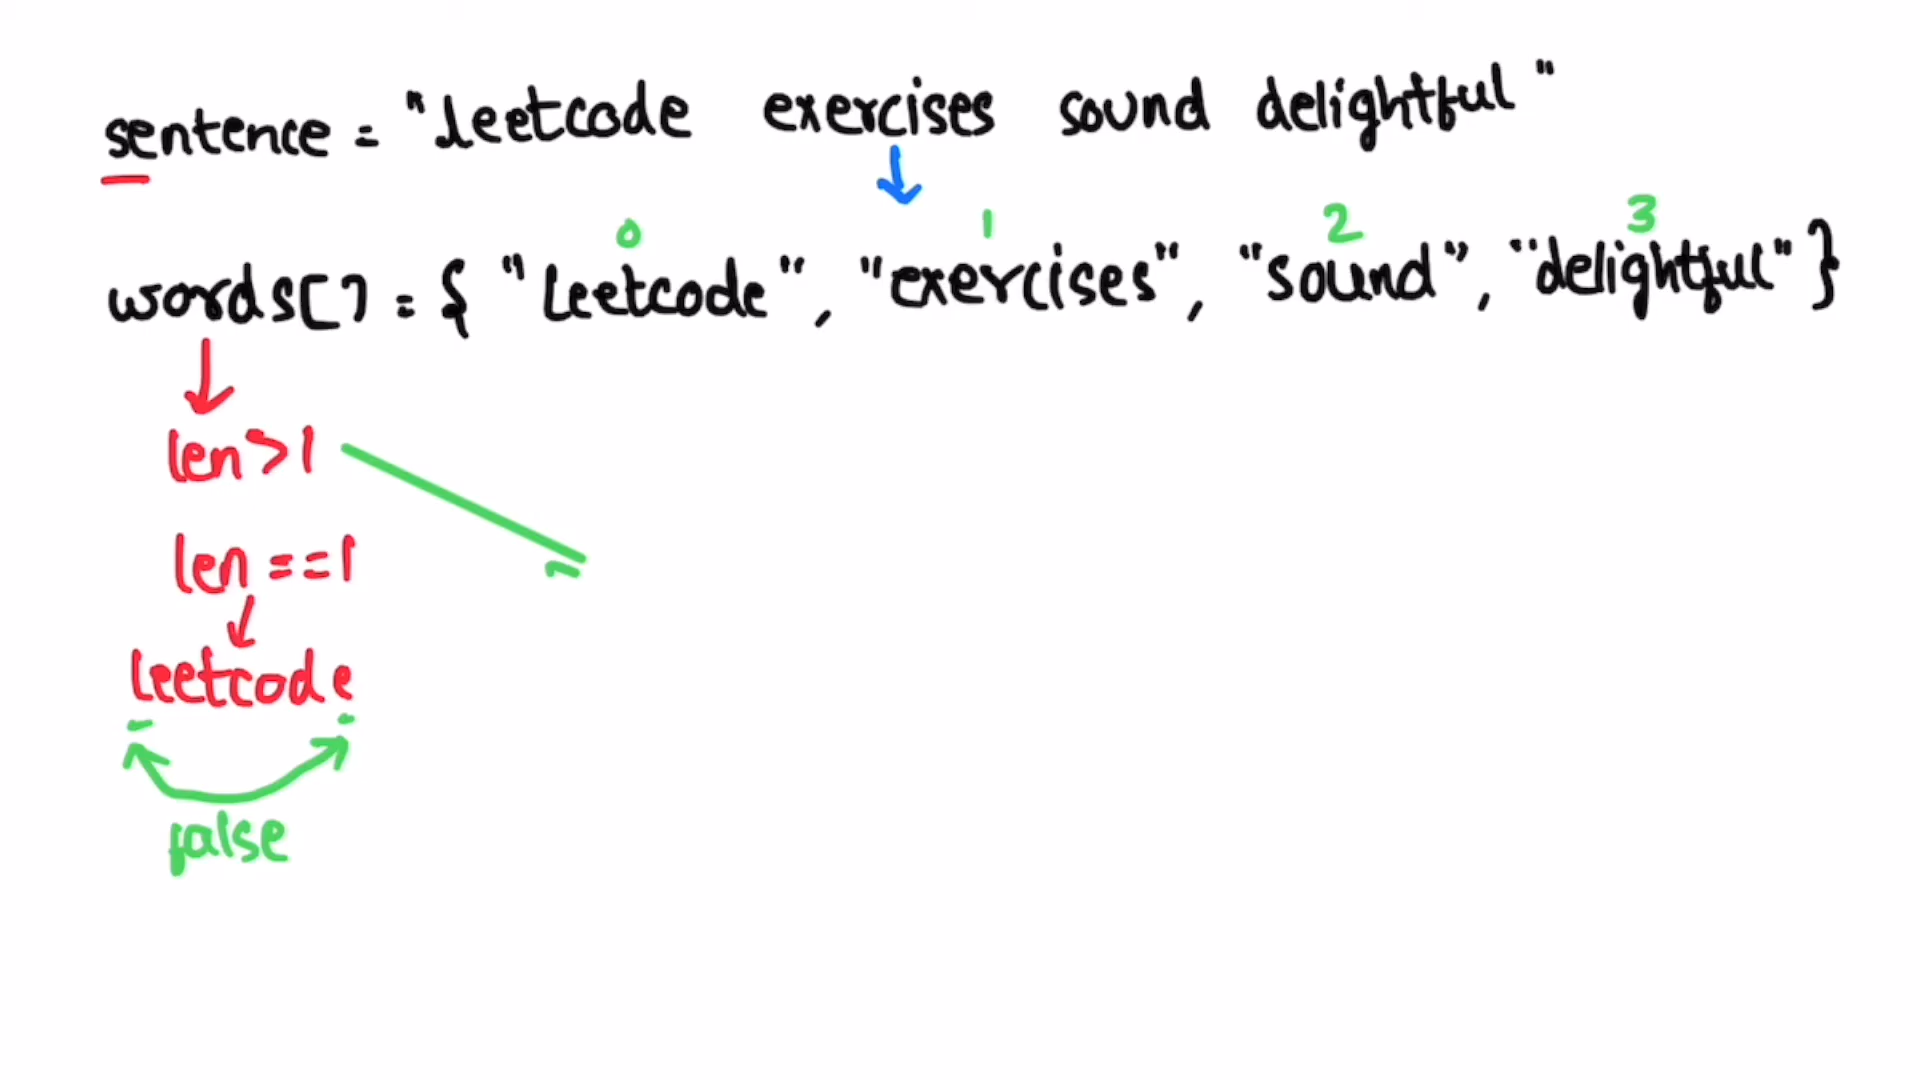 sentence = "leetcode exercises sound delightful"
0 1 2 3
words[] = { "leetcode", "exercises", "sound", "delightful" }
len>1
len ==1
leetcode
false